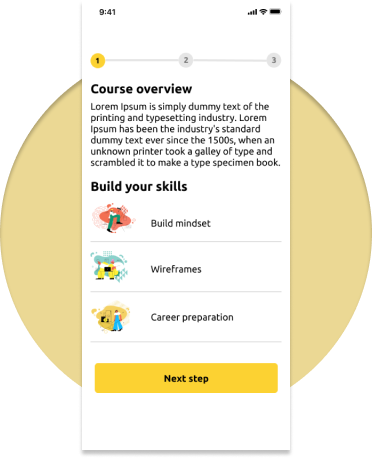 9:41
1 2 3
Course overview
Lorem Ipsum is simply dummy text of the
printing and typesetting industry. Lorem
Ipsum has been the industry's standard
dummy text ever since the 1500s, when an
unknown printer took a galley of type and
scrambled it to make a type specimen book.
Build your skills
Build mindset
Wireframes
Career preparation
Next step